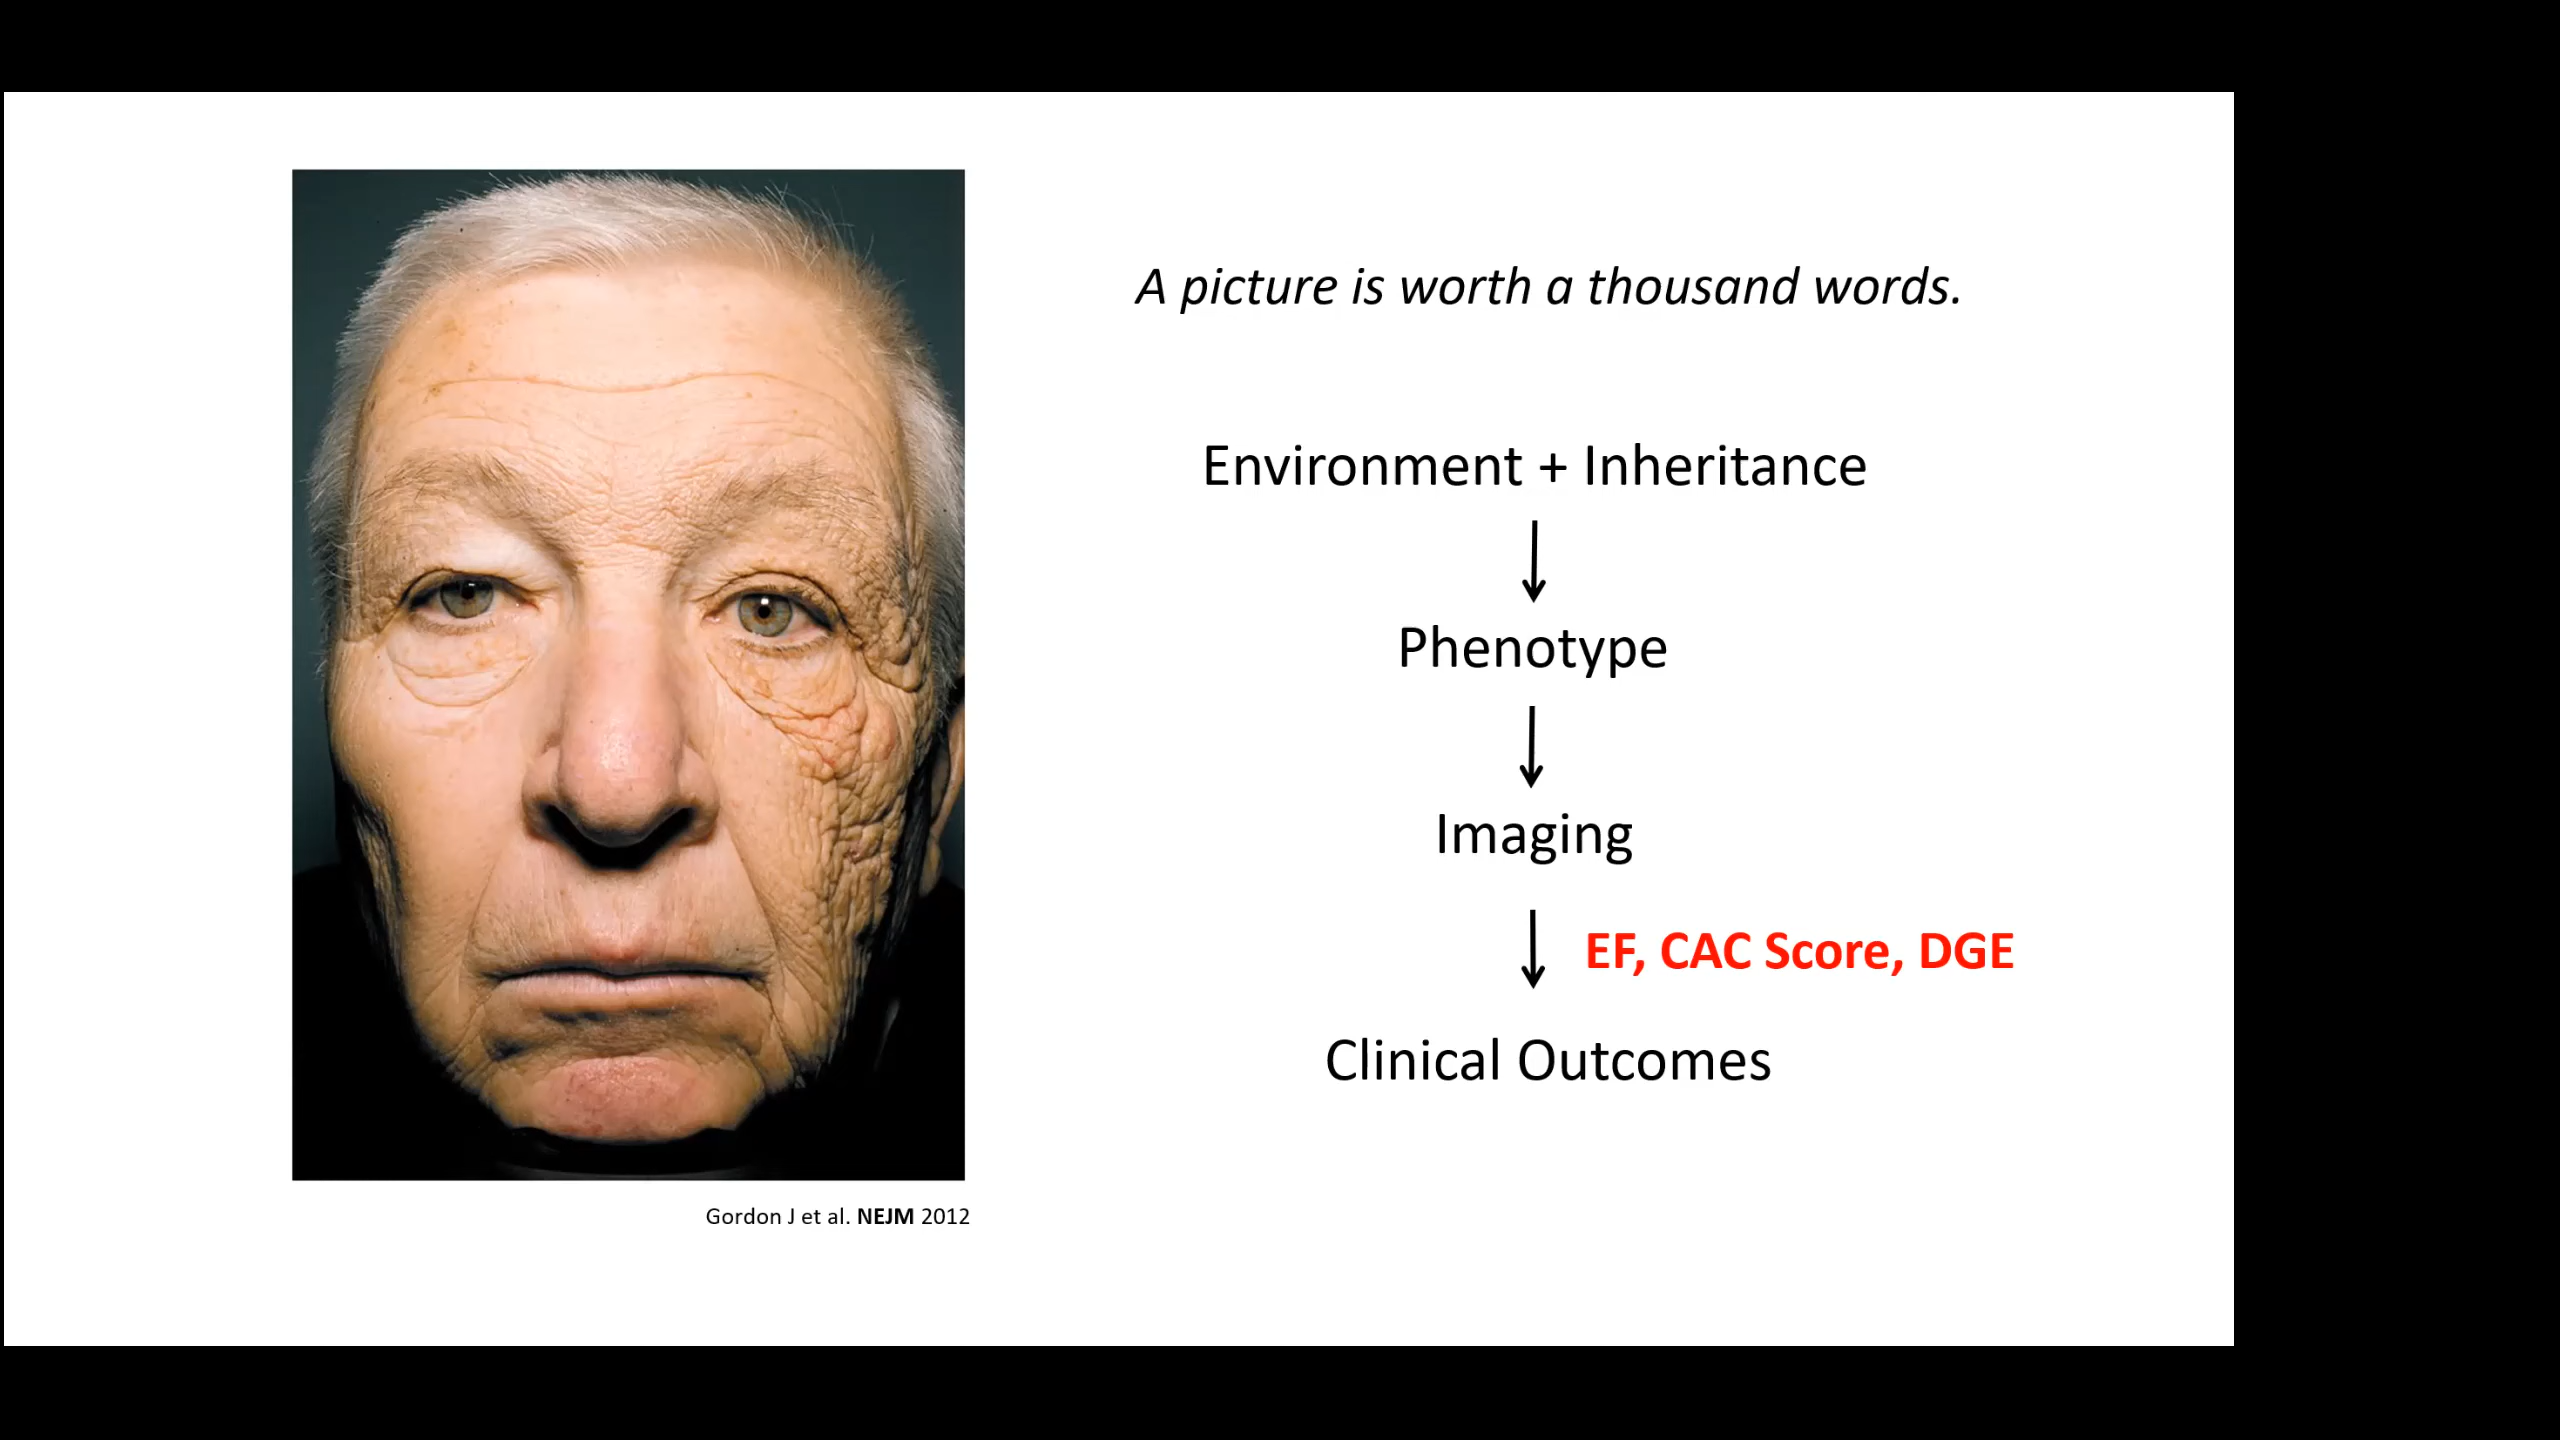 A picture is worth a thousand words.
Environment + Inheritance
Phenotype
Imaging
EF, CAC Score, DGE
Clinical Outcomes
Gordon J et al. NEJM 2012